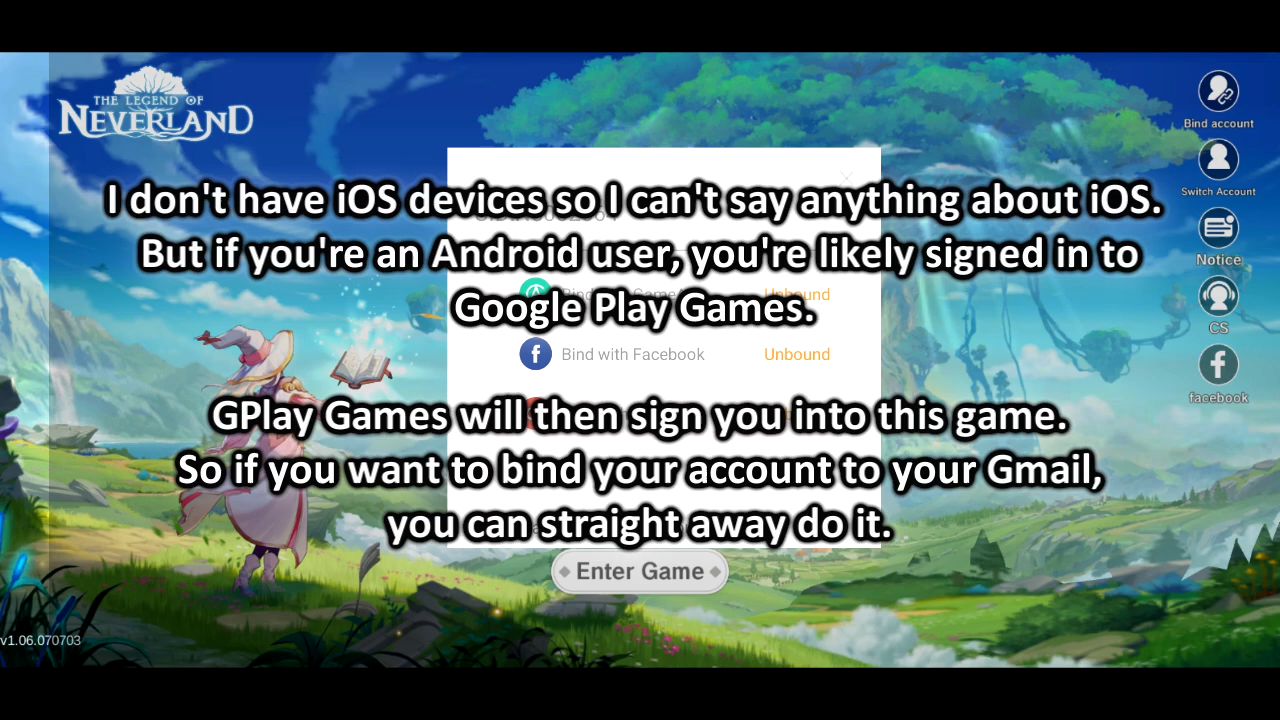 THE LEGEND OF
NEVERLAND
Bind account
Switch Account
Notice
CS
facebook
I don't have iOS devices so I can't say anything about iOS.
But if you're an Android user, you're likely signed in to
Google Play Games.
Unbound
Bind with Facebook Unbound
GPlay Games will then sign you into this game.
So if you want to bind your account to your Gmail,
you can straight away do it.
Enter Game
v1.06.070703